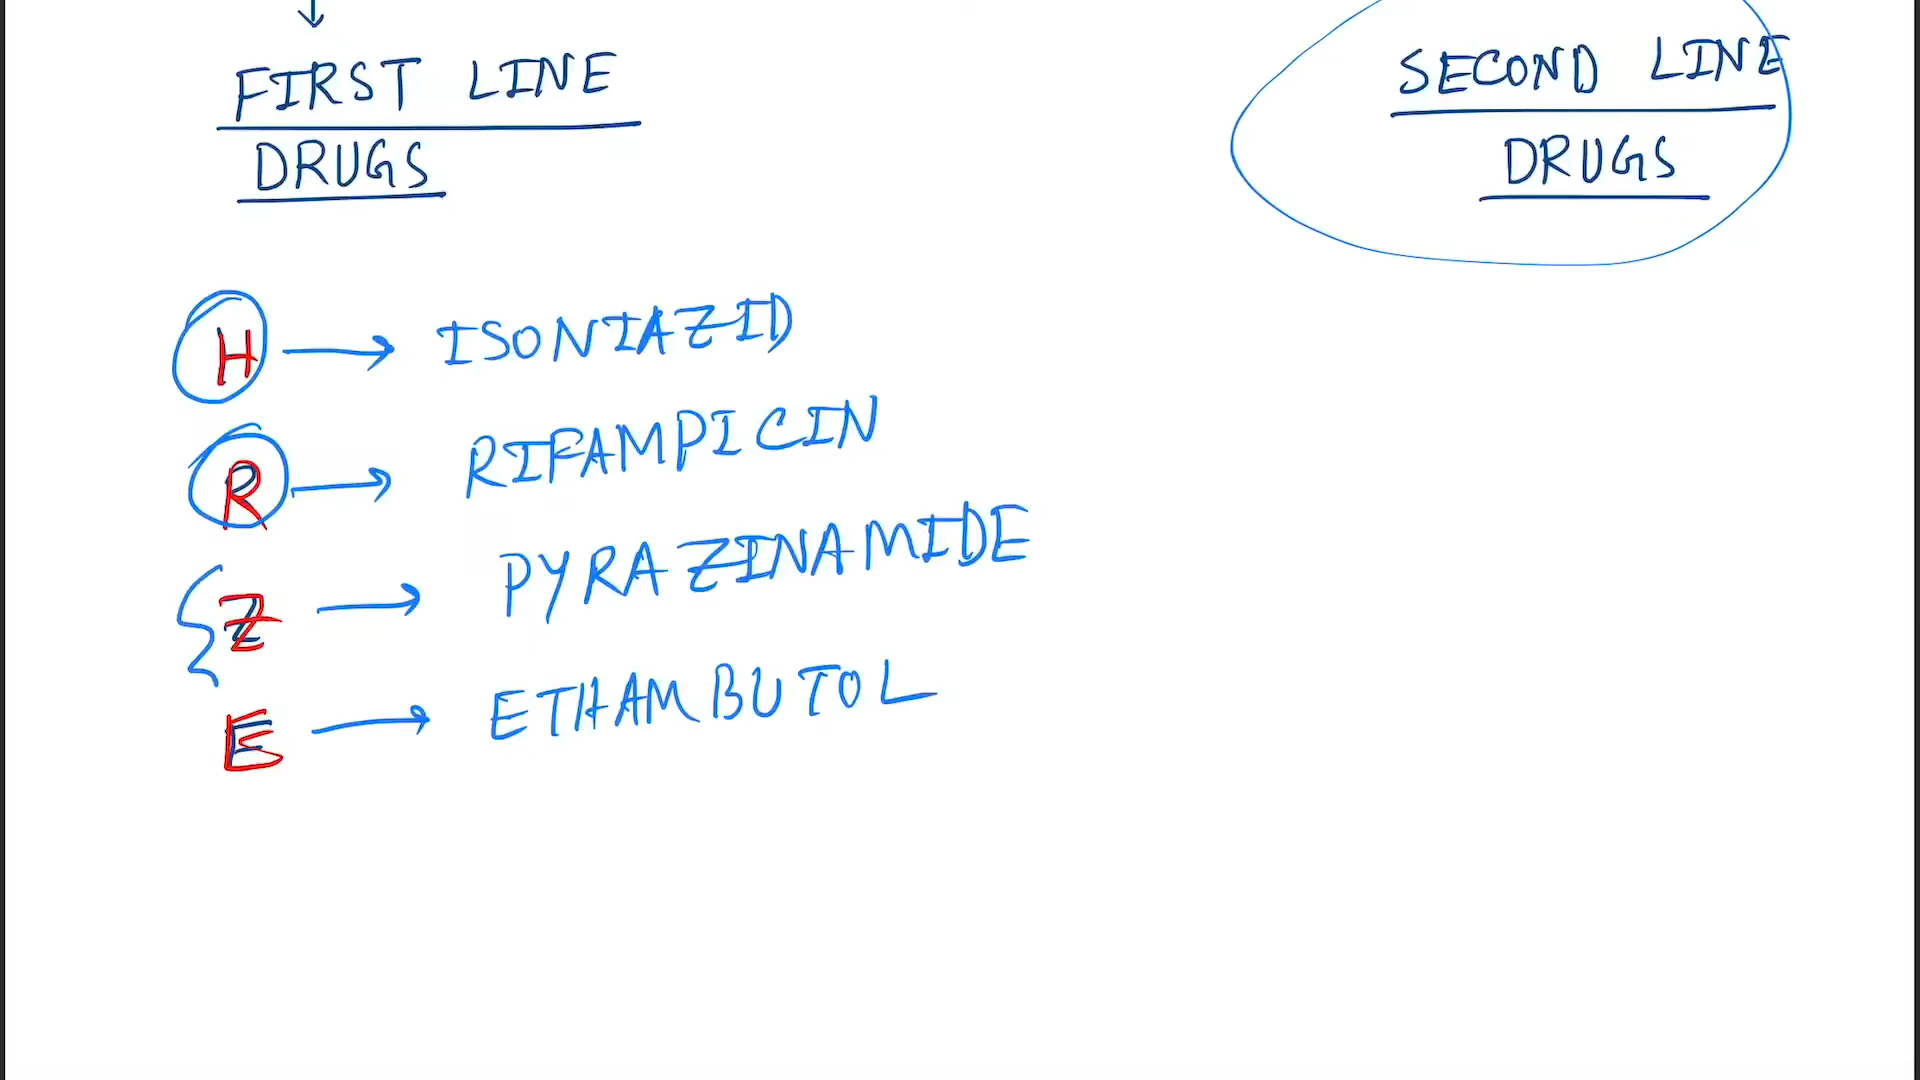 FIRST LINE
DRUGS
SECOND LINE
DRUGS
H → ISONIAZID
R → RIFAMPICIN
Z → PYRAZINAMIDE
E → ETHAMBUTOL